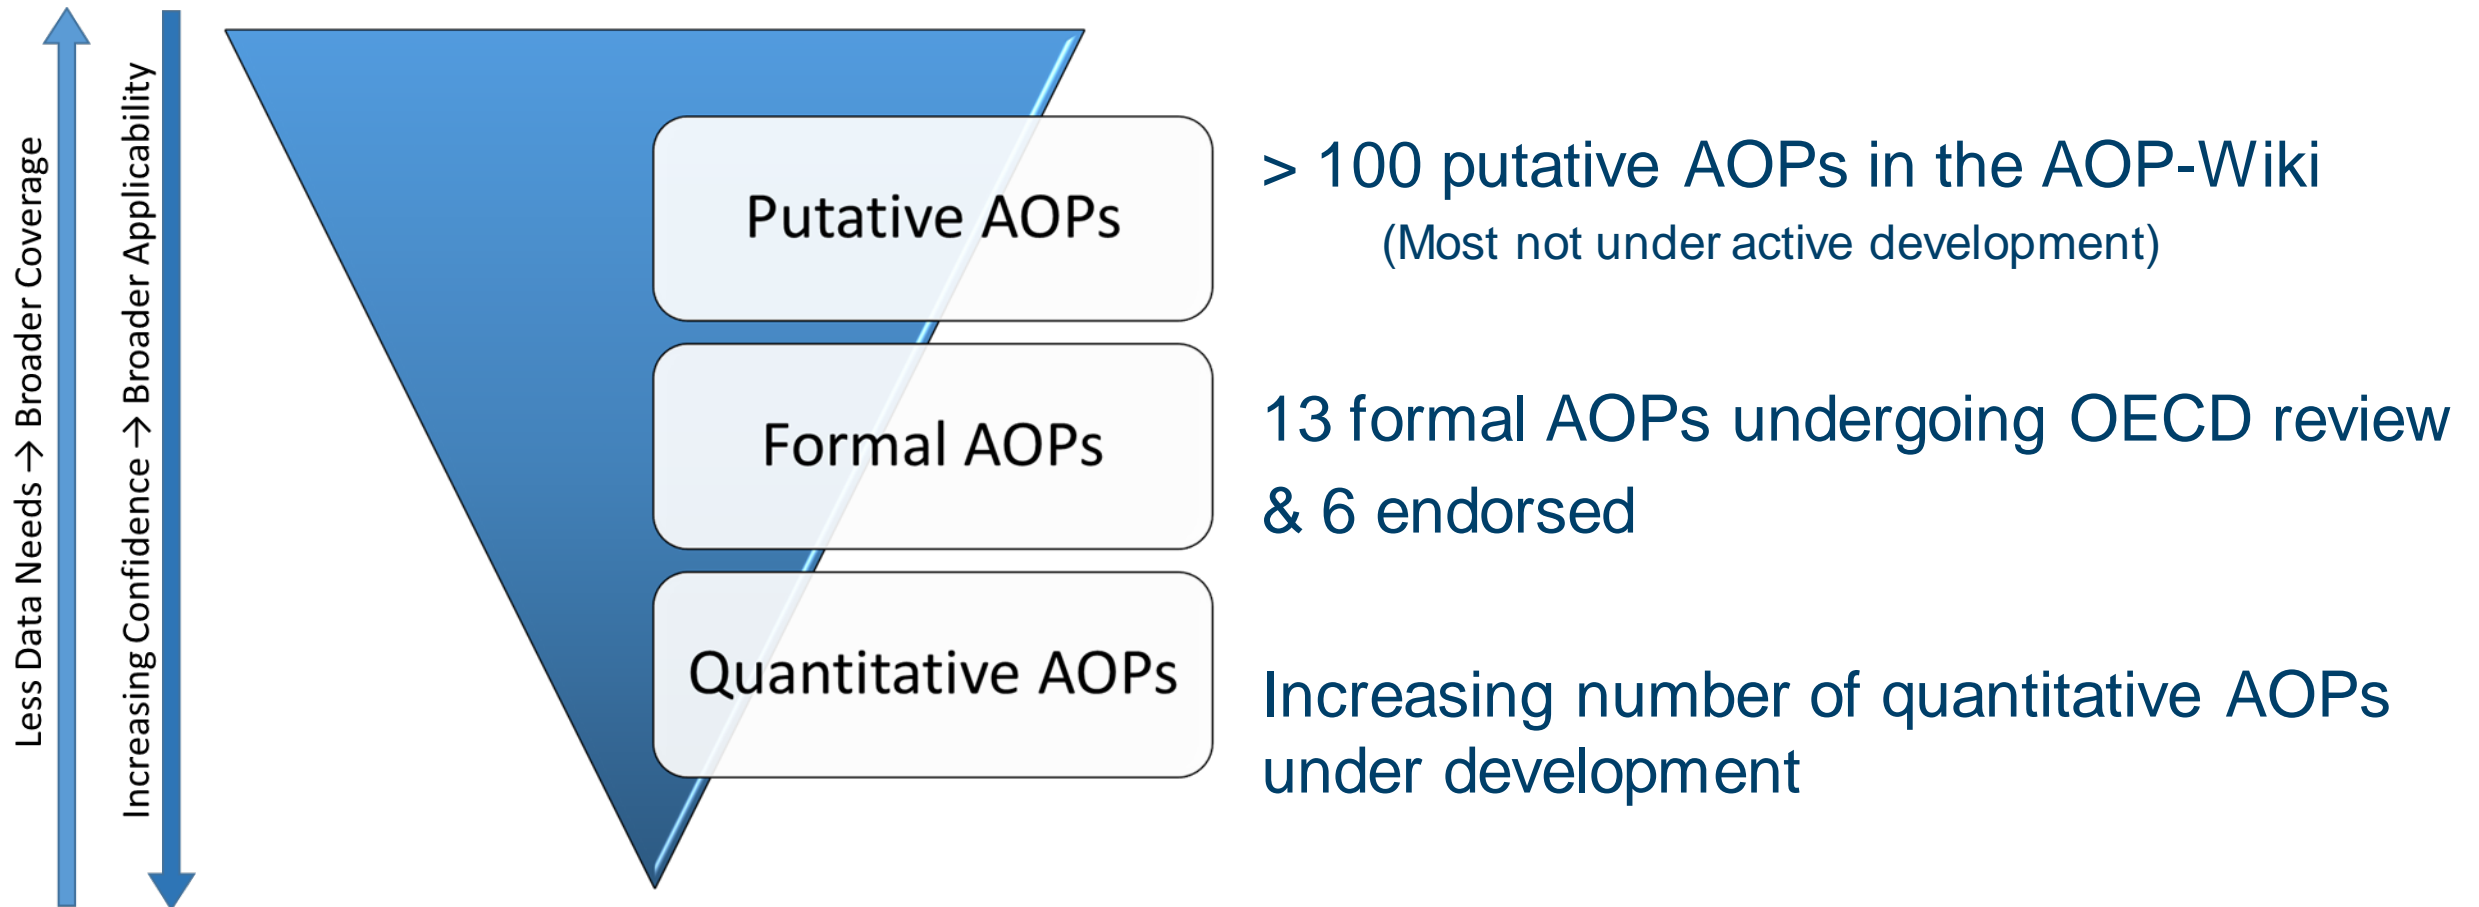 Less Data Needs → Broader Coverage
Increasing Confidence → Broader Applicability
Putative AOPs
> 100 putative AOPs in the AOP-Wiki
(Most not under active development)
Formal AOPs
13 formal AOPs undergoing OECD review
& 6 endorsed
Quantitative AOPs
Increasing number of quantitative AOPs
under development